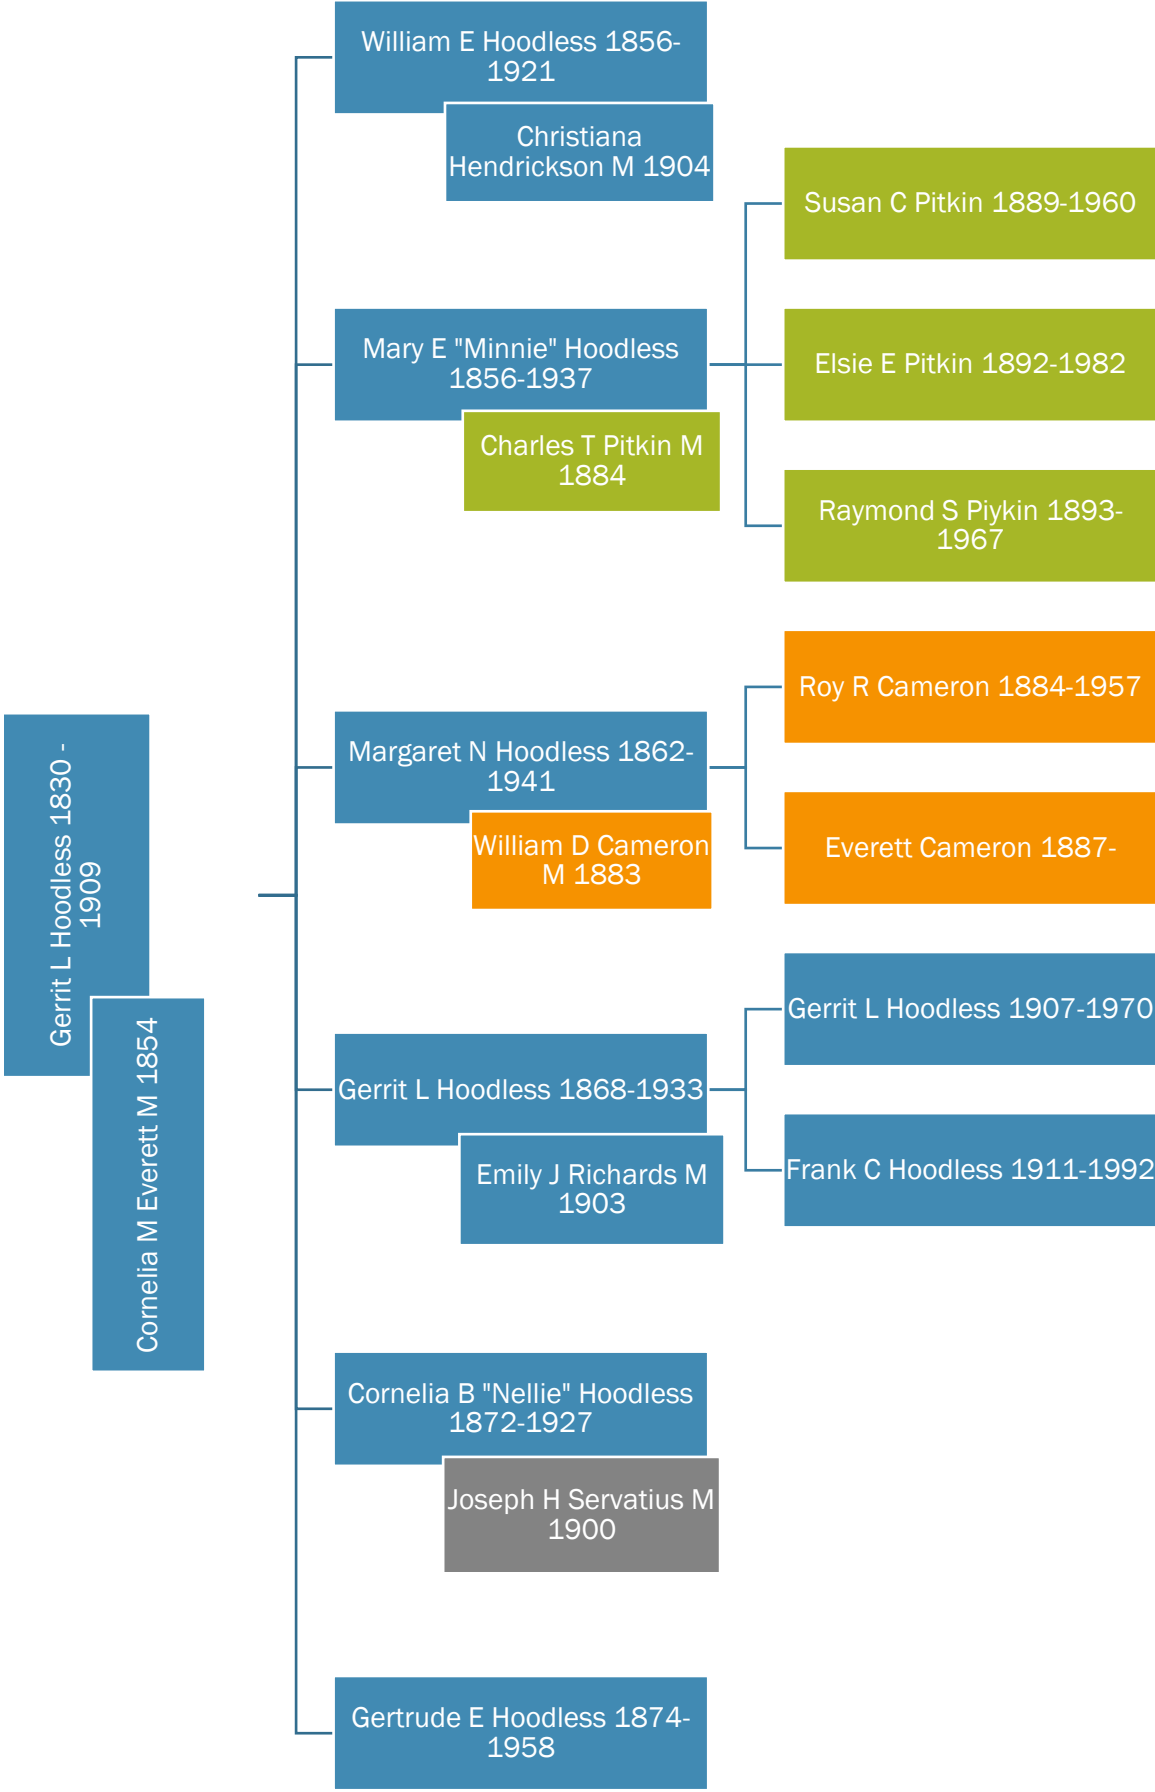 Gerrit L Hoodless 1830 -
1909
Cornelia M Everett M 1854
William E Hoodless 1856-
1921
Christiana
Hendrickson M 1904
Mary E "Minnie" Hoodless
1856-1937
Charles T Pitkin M
1884
Susan C Pitkin 1889-1960
Elsie E Pitkin 1892-1982
Raymond S Piykin 1893-
1967
Margaret N Hoodless 1862-
1941
William D Cameron
M 1883
Roy R Cameron 1884-1957
Everett Cameron 1887-
Gerrit L Hoodless 1868-1933
Emily J Richards M
1903
Gerrit L Hoodless 1907-1970
Frank C Hoodless 1911-1992
Cornelia B "Nellie" Hoodless
1872-1927
Joseph H Servatius M
1900
Gertrude E Hoodless 1874-
1958